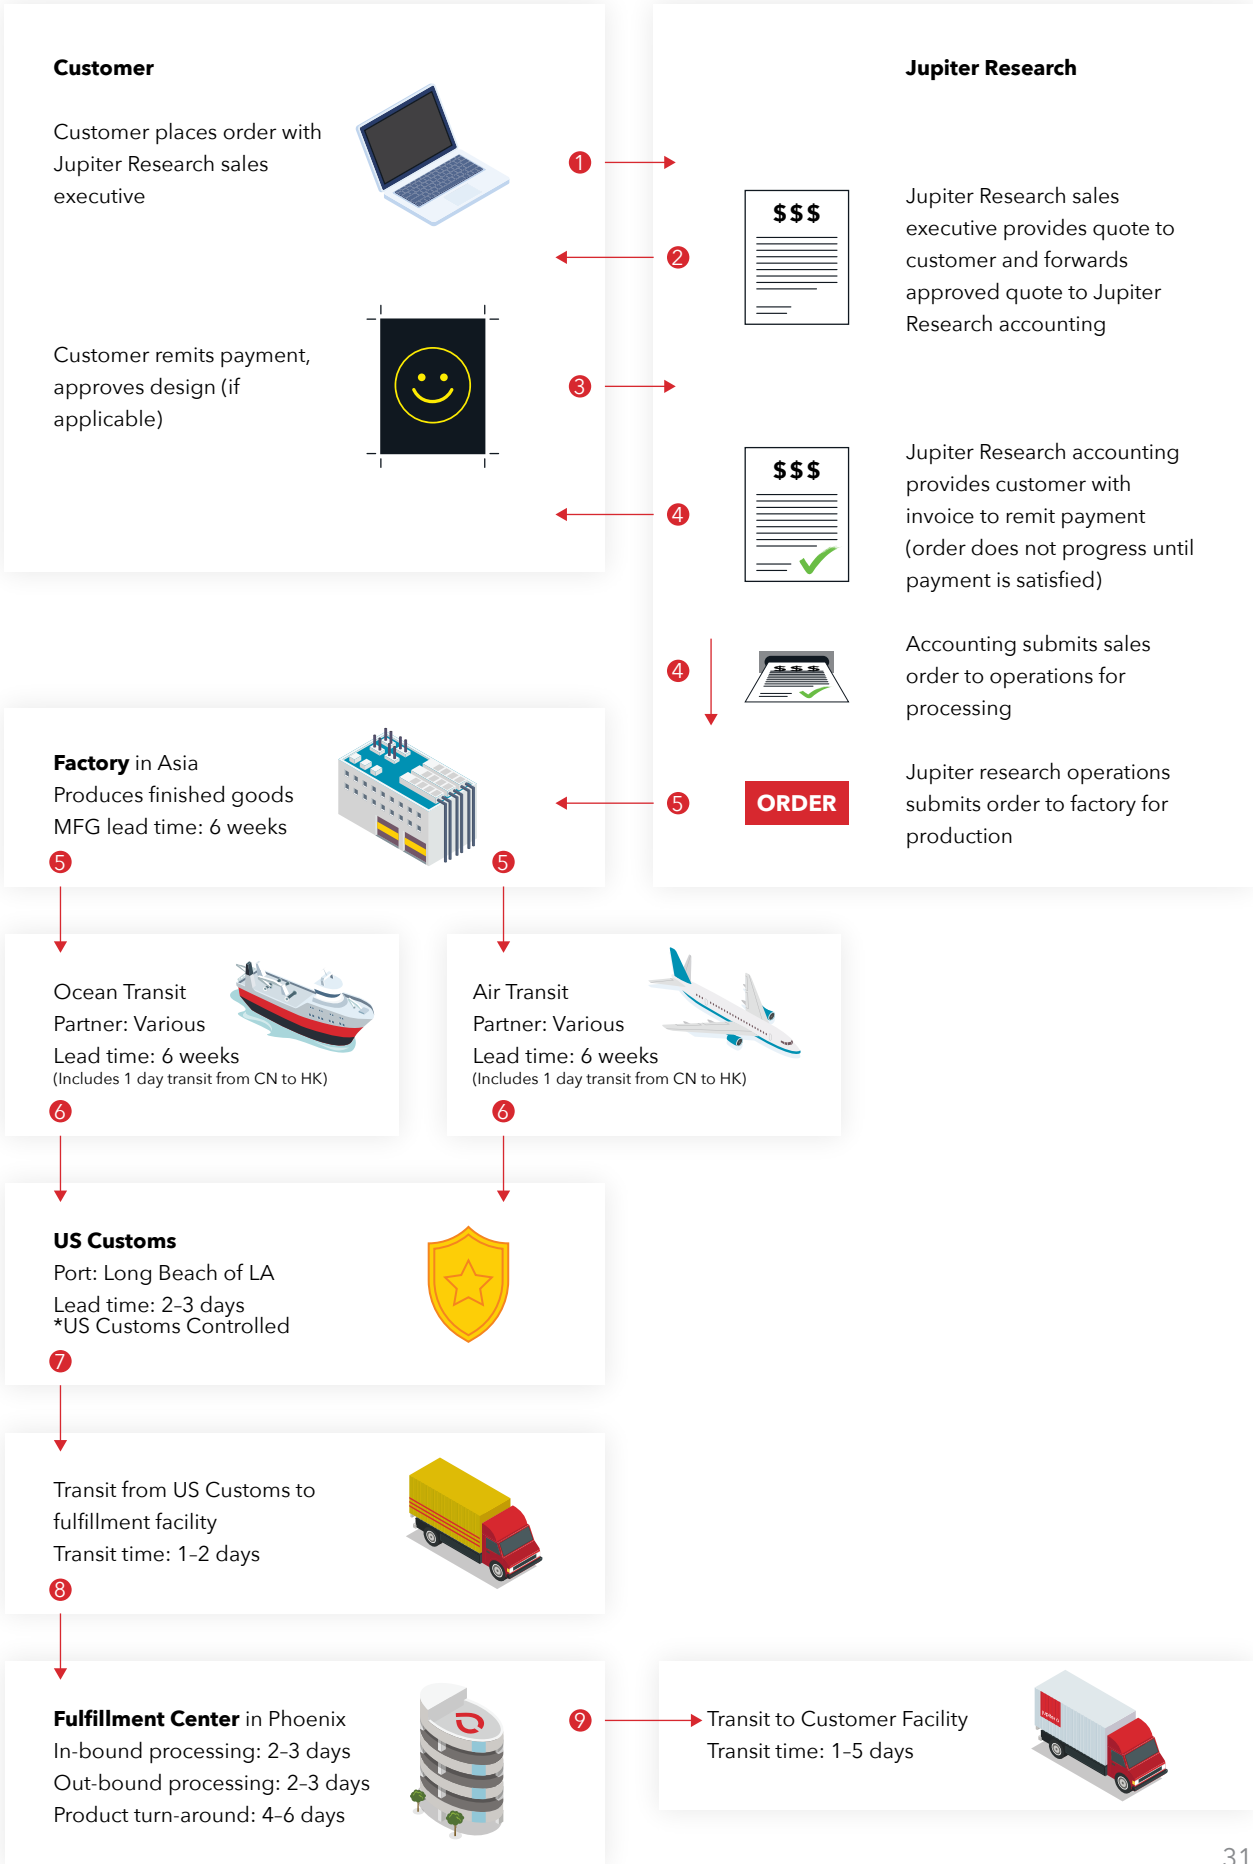 Customer
Customer places order with
Jupiter Research sales
executive
1
2
Customer remits payment,
approves design (if
applicable)
3
4
Jupiter Research
$$$
Jupiter Research sales
executive provides quote to
customer and forwards
approved quote to Jupiter
Research accounting
$$$
Jupiter Research accounting
provides customer with
invoice to remit payment
(order does not progress until
payment is satisfied)
4
$$$
Accounting submits sales
order to operations for
processing
5
ORDER
Jupiter research operations
submits order to factory for
production
Factory in Asia
Produces finished goods
MFG lead time: 6 weeks
5
5
Ocean Transit
Partner: Various
Lead time: 6 weeks
(Includes 1 day transit from CN to HK)
6
Air Transit
Partner: Various
Lead time: 6 weeks
(Includes 1 day transit from CN to HK)
6
US Customs
Port: Long Beach of LA
Lead time: 2–3 days
*US Customs Controlled
7
Transit from US Customs to
fulfillment facility
Transit time: 1–2 days
8
Fulfillment Center in Phoenix
In-bound processing: 2–3 days
Out-bound processing: 2–3 days
Product turn-around: 4–6 days
9
Transit to Customer Facility
Transit time: 1–5 days
31